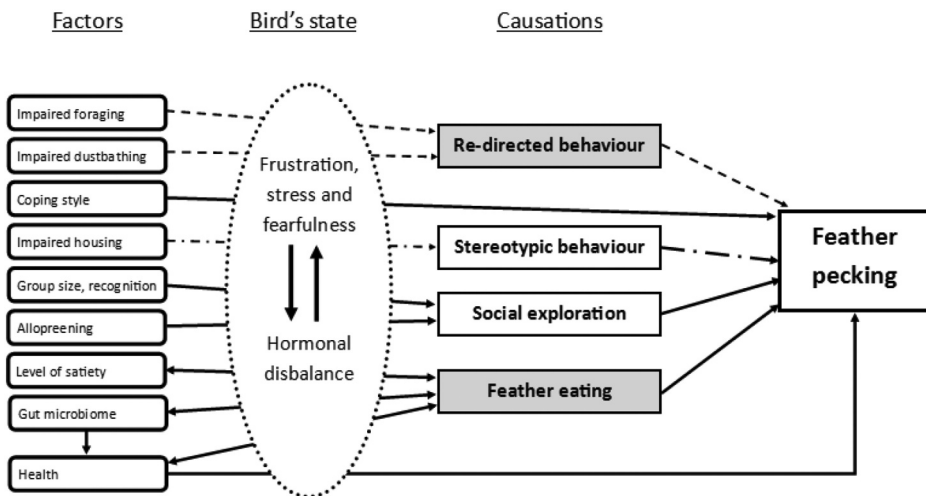 Factors
Bird's state
Causations
Impaired foraging
Impaired dustbathing
Coping style
Impaired housing
Group size, recognition
Allopreening
Level of satiety
Gut microbiome
Health
Frustration,
stress and
fearfulness
Hormonal
disbalance
Re-directed behaviour
Stereotypic behaviour
Social exploration
Feather eating
Feather
pecking